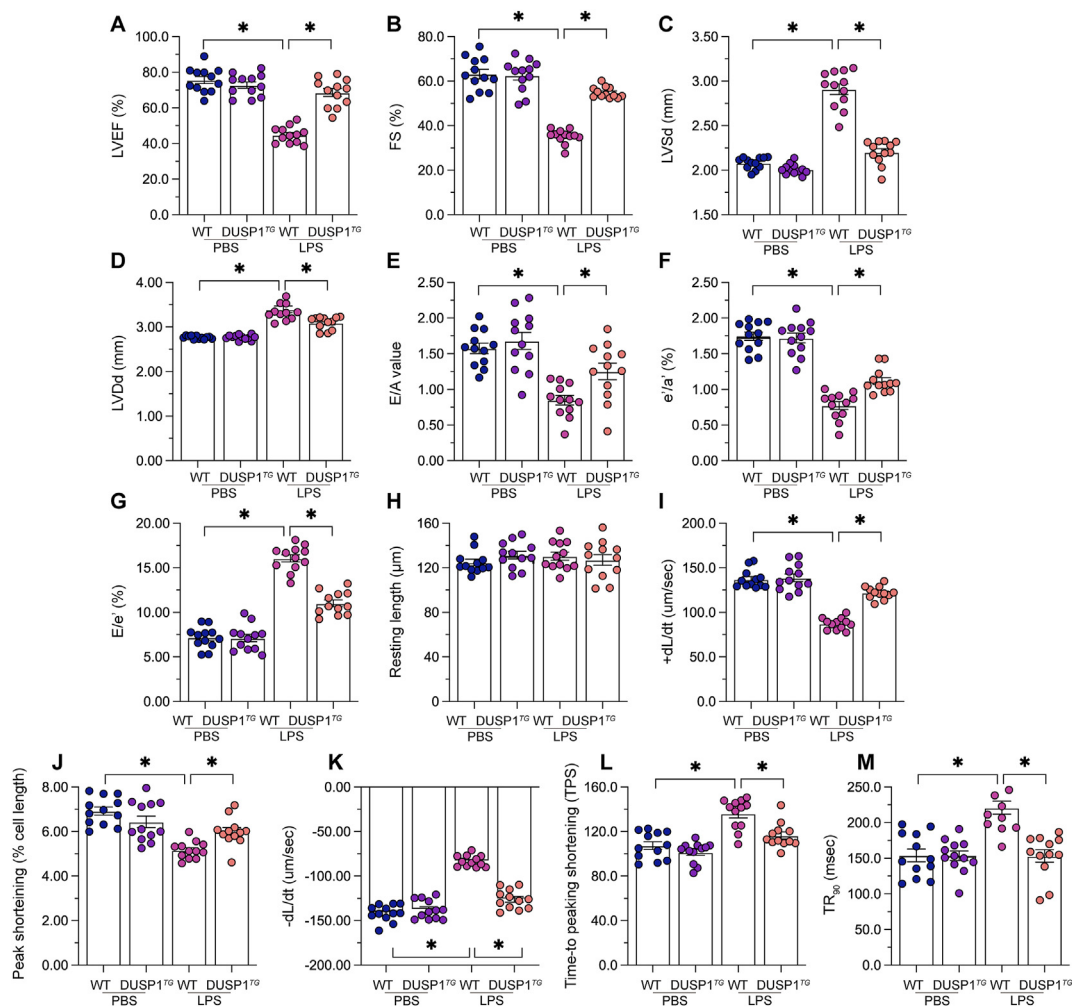 A
LVEF (%)
100.0
80.0
60.0
40.0
20.0
0.0
* *
WT DUSP1TG WT DUSP1TG
PBS LPS
B
FS (%)
80.0
60.0
40.0
20.0
0.0
* *
WT DUSP1TG WT DUSP1TG
PBS LPS
C
LVSd (mm)
3.50
3.00
2.50
2.00
1.50
* *
WT DUSP1TG WT DUSP1TG
PBS LPS
D
LVDd (mm)
4.00
3.00
2.00
1.00
0.00
* *
WT DUSP1TG WT DUSP1TG
PBS LPS
E
E/A value
2.50
2.00
1.50
1.00
0.50
0.00
* *
WT DUSP1TG WT DUSP1TG
PBS LPS
F
e'/a' (%)
2.50
2.00
1.50
1.00
0.50
0.00
* *
WT DUSP1TG WT DUSP1TG
PBS LPS
G
E/e' (%)
20.00
15.00
10.00
5.00
0.00
* *
WT DUSP1TG WT DUSP1TG
PBS LPS
H
Resting length (µm)
160
120
80
40
0
WT DUSP1TG WT DUSP1TG
PBS LPS
I
+dL/dt (um/sec)
200.0
150.0
100.0
50.0
0.0
* *
WT DUSP1TG WT DUSP1TG
PBS LPS
J
Peak shorteining (% cell length)
8.00
6.00
4.00
2.00
0.00
* *
WT DUSP1TG WT DUSP1TG
PBS LPS
K
-dL/dt (um/sec)
0.00
-50.00
-100.00
-150.00
-200.00
* *
WT DUSP1TG WT DUSP1TG
PBS LPS
L
Time-to peaking shortening (TPS)
160.0
120.0
80.0
40.0
0.0
* *
WT DUSP1TG WT DUSP1TG
PBS LPS
M
TR90 (msec)
250.0
200.0
150.0
100.0
50.0
0.0
* *
WT DUSP1TG WT DUSP1TG
PBS LPS